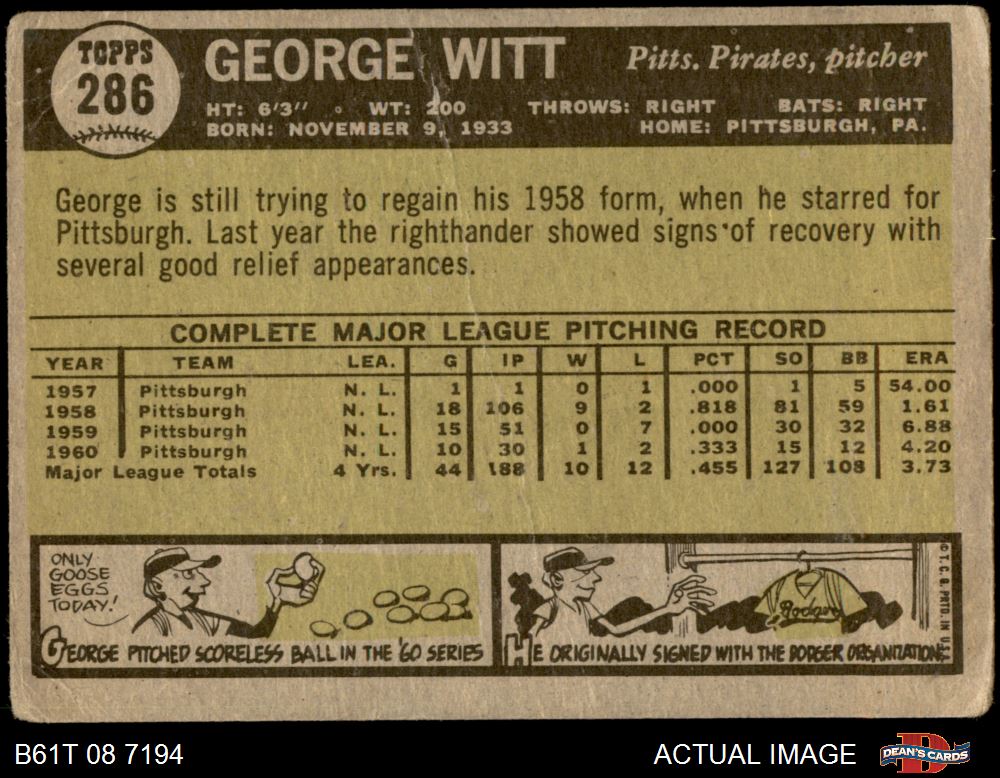 TOPPS
286
GEORGE WITT
Pitts. Pirates, pitcher
HT: 6'3" WT: 200 THROWS: RIGHT BATS: RIGHT
BORN: NOVEMBER 9, 1933 HOME: PITTSBURGH, PA.
George is still trying to regain his 1958 form, when he starred for
Pittsburgh. Last year the righthander showed signs of recovery with
several good relief appearances.
COMPLETE MAJOR LEAGUE PITCHING RECORD
YEAR TEAM LEA. G IP W L PCT SO BB ERA
1957 Pittsburgh N. L. 1 1 0 1 .000 1 5 54.00
1958 Pittsburgh N. L. 18 106 9 2 .818 81 59 1.61
1959 Pittsburgh N. L. 15 51 0 7 .000 30 32 6.88
1960 Pittsburgh N. L. 10 30 1 2 .333 15 12 4.20
Major League Totals 4 Yrs. 44 188 10 12 .455 127 108 3.73
ONLY
GOOSE
EGGS
TODAY!
GEORGE PITCHED SCORELESS BALL IN THE '60 SERIES
Dodgers
HE ORIGINALLY SIGNED WITH THE DODGER ORGANIZATION.
© T. C. G. PRTD. IN U.S.A.
B61T 08 7194
ACTUAL IMAGE
DEAN'S CARDS